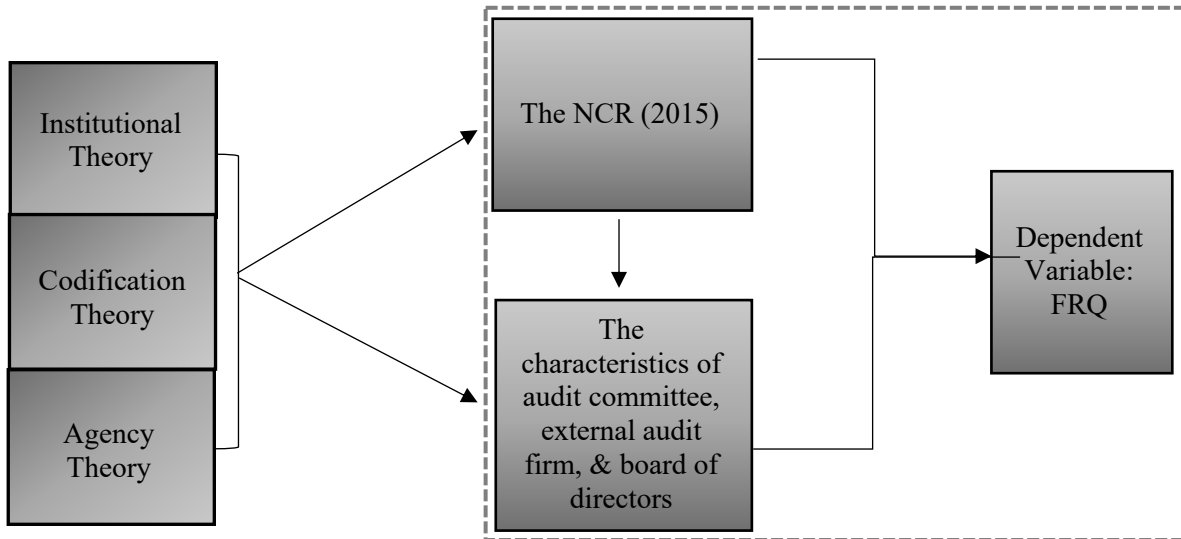 Institutional
Theory
Codification
Theory
Agency
Theory
The NCR (2015)
The
characteristics of
audit committee,
external audit
firm, & board of
directors
Dependent
Variable:
FRQ